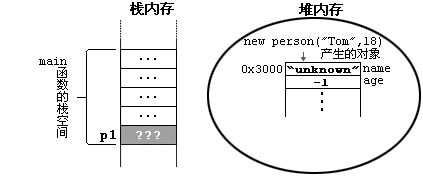 栈内存
堆内存
main
函数的栈空间
...
...
...
...
p1
???
new person("Tom",18)
产生的对象
0x3000
"unknown"
name
-1
age